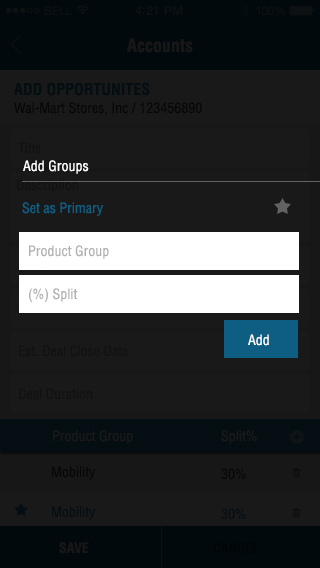 BELL 4:21 PM 100%
Accounts
ADD OPPORTUNITES
Wal-Mart Stores, Inc / 123456890
Title
Add Groups
Description
Set as Primary
Product Group
(%) Split
Add
Est. Deal Close Date
Deal Duration
Product Group Split%
Mobility 30%
Mobility 30%
SAVE CANCEL